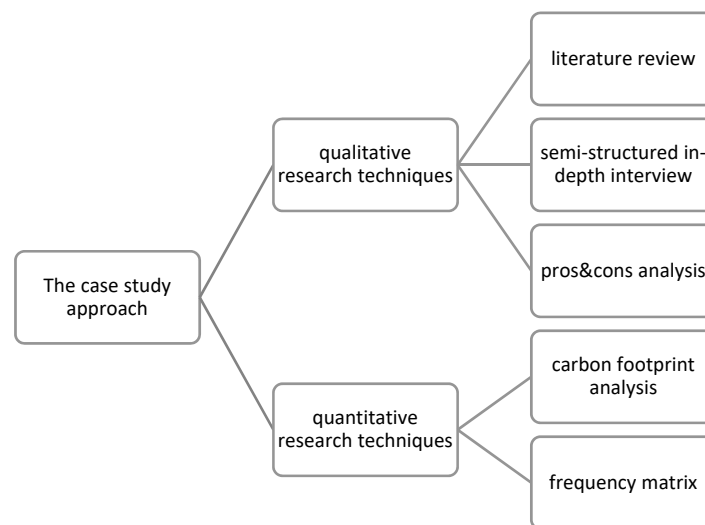 The case study
approach
qualitative
research techniques
literature review
semi-structured in-
depth interview
pros&cons analysis
quantitative
research techniques
carbon footprint
analysis
frequency matrix